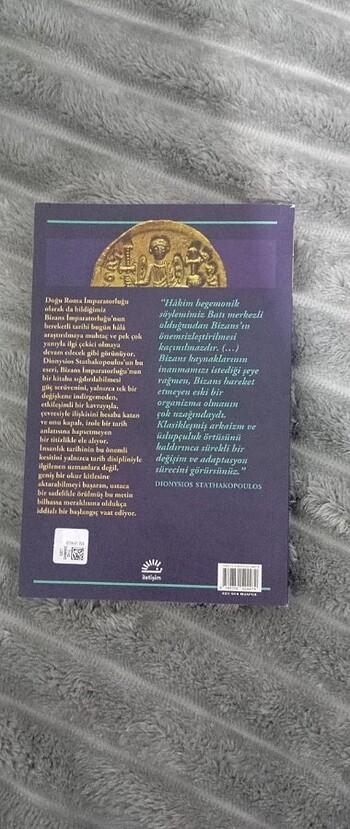 Doğu Roma İmparatorluğu
olarak da bildiğimiz
Bizans İmparatorluğu'nun
hareketli tarihi bugün hâlâ
araştırılmaya muhtaç ve pek çok
yanıyla ilgi çekici olmaya
devam edecek gibi görünüyor.
Dionysios Stathakopoulos'un bu
eseri, Bizans İmparatorluğu'nun
bir kitaba sığdırılabilmesi
güç serüvenini, yalnızca tek bir
değişkene indirgemeden,
etkileşimli bir kavrayışla,
çevresiyle ilişkisini hesaba katan
ve onu kapalı, izole bir tarih
anlatısına hapsetmeyen
bir titizlikle ele alıyor.
İnsanlık tarihinin bu önemli
kesitini yalnızca tarih disipliniyle
ilgilenen uzmanlara değil,
geniş bir okur kitlesine
aktarabilmeyi başaran, ustaca
bir sadelikle örülmüş bu metin
bilhassa meraklısına oldukça
iddialı bir başlangıç vaat ediyor.
"Hâkim hegemonik
söylemimiz Batı merkezli
olduğundan Bizans'ın
önemsizleştirilmesi
kaçınılmazdır. (...)
Bizans kaynaklarının
inanmamızı istediği şeye
rağmen, Bizans hareket
etmeyen eski bir
organizma olmanın
çok uzağındaydı.
Klasikleşmiş arkaizm ve
üslupçuluk örtüsünü
kaldırınca sürekli bir
değişim ve adaptasyon
sürecini görürsünüz."
DIONYSIOS STATHAKOPOULOS
iletişim